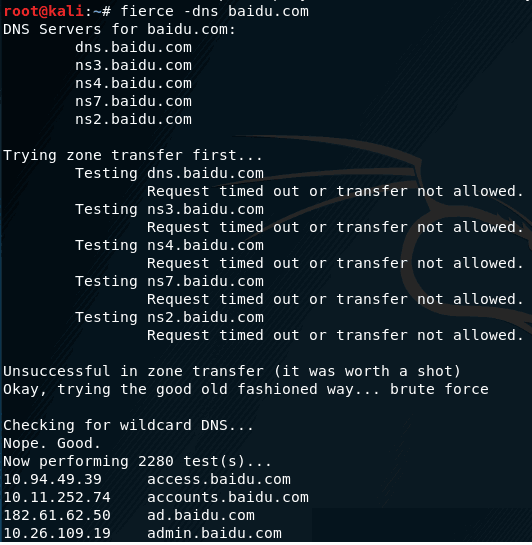 root@kali:~# fierce -dns baidu.com
DNS Servers for baidu.com:
dns.baidu.com
ns3.baidu.com
ns4.baidu.com
ns7.baidu.com
ns2.baidu.com
Trying zone transfer first...
Testing dns.baidu.com
Request timed out or transfer not allowed.
Testing ns3.baidu.com
Request timed out or transfer not allowed.
Testing ns4.baidu.com
Request timed out or transfer not allowed.
Testing ns7.baidu.com
Request timed out or transfer not allowed.
Testing ns2.baidu.com
Request timed out or transfer not allowed.
Unsuccessful in zone transfer (it was worth a shot)
Okay, trying the good old fashioned way... brute force
Checking for wildcard DNS...
Nope. Good.
Now performing 2280 test(s)...
10.94.49.39 access.baidu.com
10.11.252.74 accounts.baidu.com
182.61.62.50 ad.baidu.com
10.26.109.19 admin.baidu.com